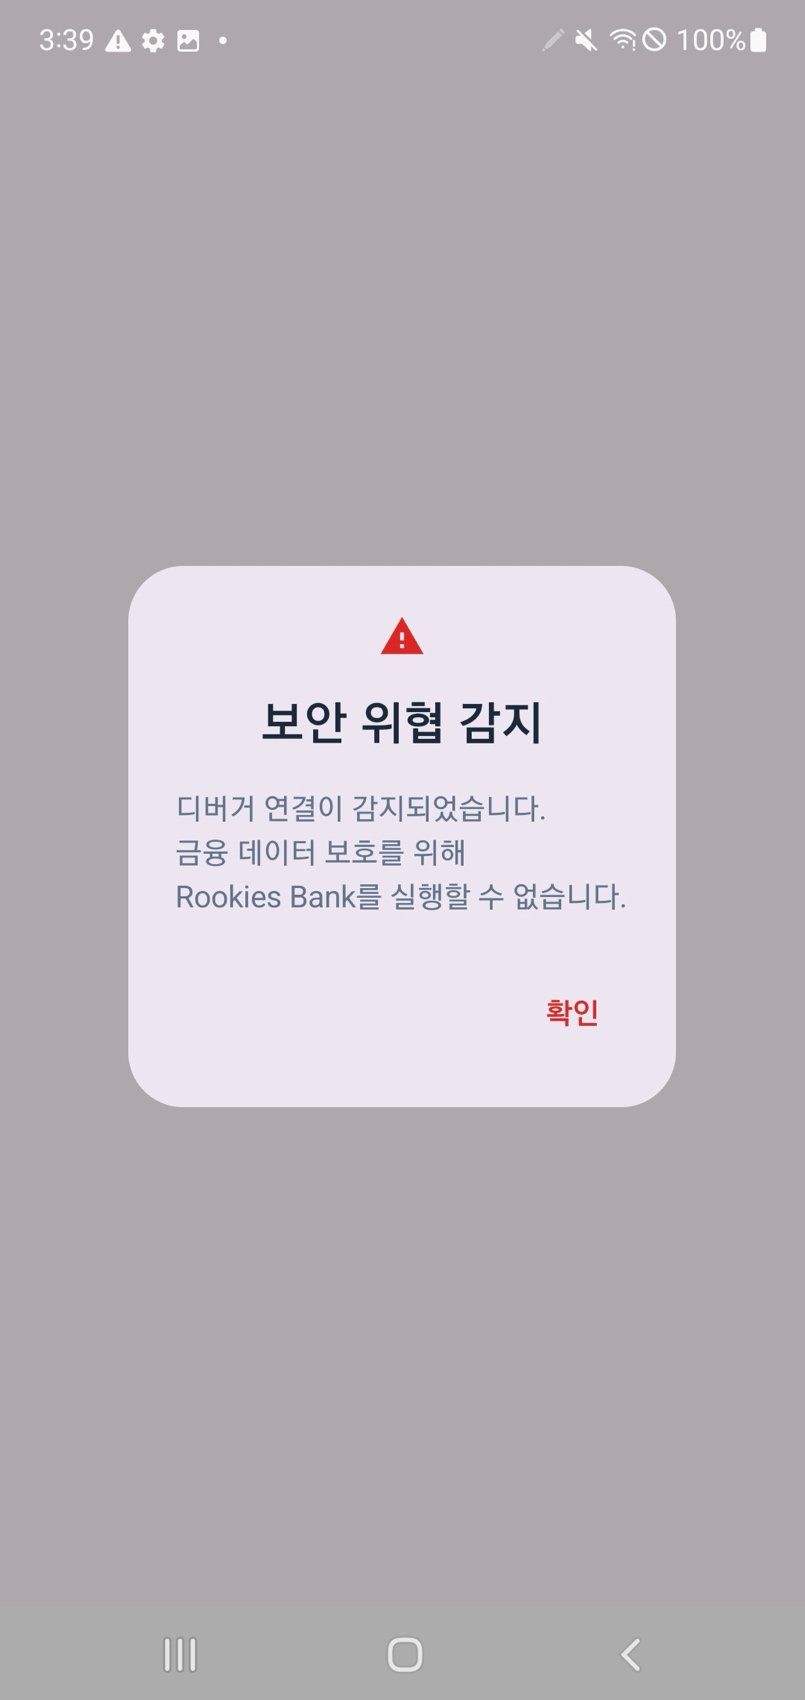 3:39
100%
보안 위협 감지
디버거 연결이 감지되었습니다.
금융 데이터 보호를 위해
Rookies Bank를 실행할 수 없습니다.
확인